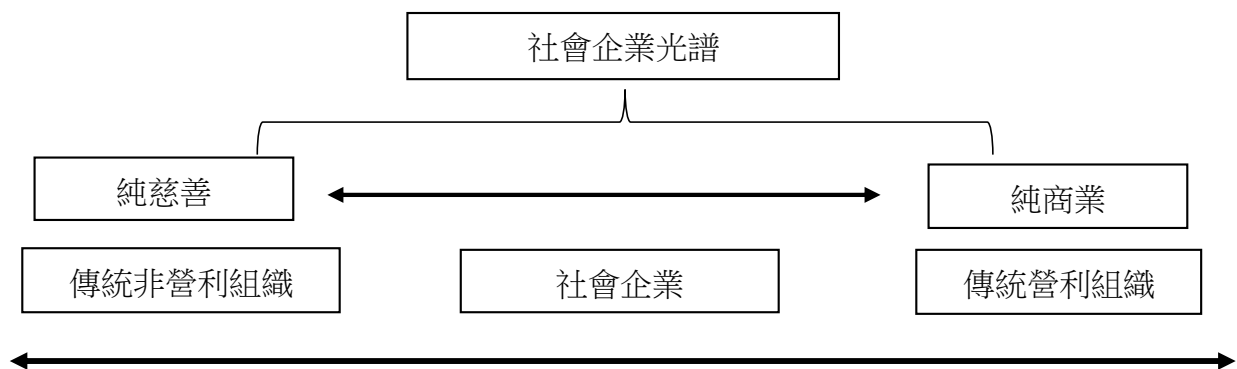 社會企業光譜
純慈善
純商業
傳統非營利組織
社會企業
傳統營利組織